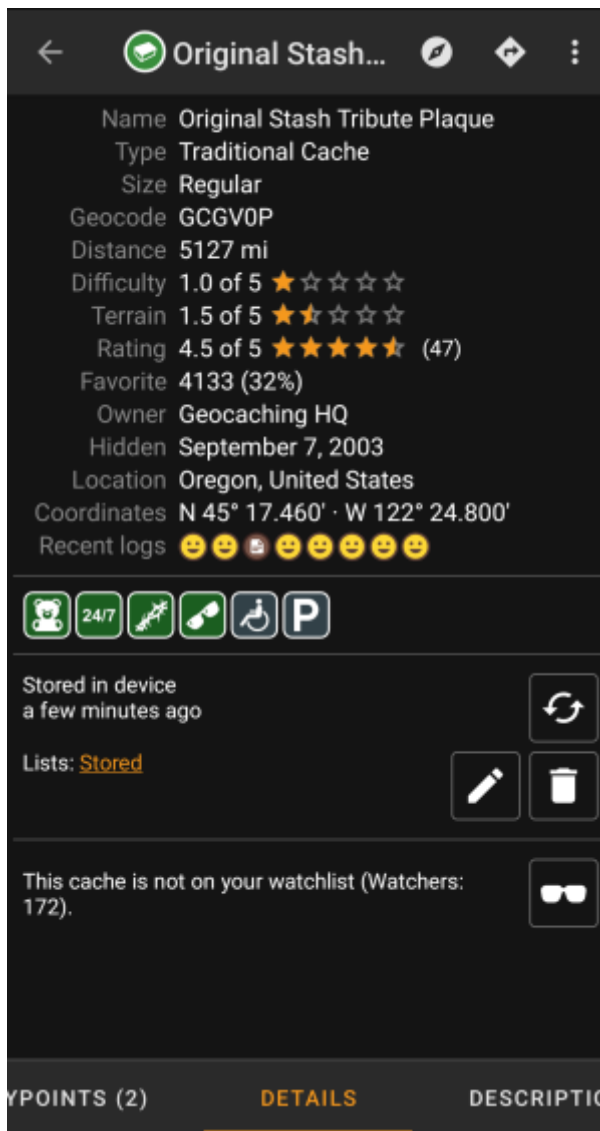 Original Stash...
Name Original Stash Tribute Plaque
Type Traditional Cache
Size Regular
Geocode GCGV0P
Distance 5127 mi
Difficulty 1.0 of 5
Terrain 1.5 of 5
Rating 4.5 of 5 (47)
Favorite 4133 (32%)
Owner Geocaching HQ
Hidden September 7, 2003
Location Oregon, United States
Coordinates N 45° 17.460' · W 122° 24.800'
Recent logs
24/7 P
Stored in device
a few minutes ago
Lists: Stored
This cache is not on your watchlist (Watchers:
172).
YPOINTS (2) DETAILS DESCRIPTIO